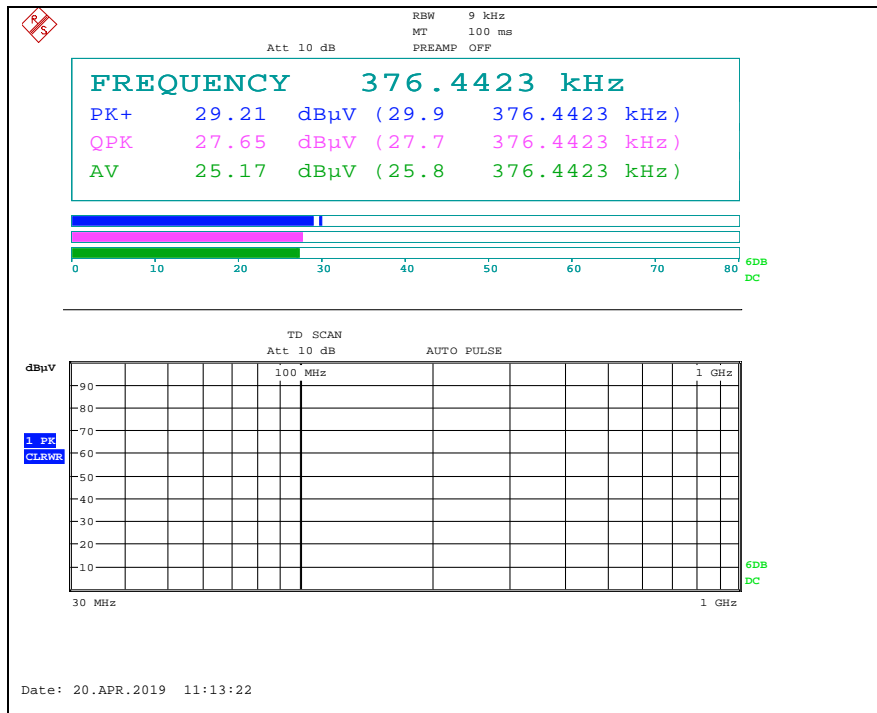 R S
RBW 9 kHz
MT 100 ms
Att 10 dB PREAMP OFF
FREQUENCY 376.4423 kHz
PK+ 29.21 dBµV (29.9 376.4423 kHz)
QPK 27.65 dBµV (27.7 376.4423 kHz)
AV 25.17 dBµV (25.8 376.4423 kHz)
0 10 20 30 40 50 60 70 80
6DB
DC
TD SCAN
Att 10 dB AUTO PULSE
dBµV
100 MHz 1 GHz
90
80
70
1 PK
CLRWR
60
50
40
30
20
10
6DB
DC
30 MHz 1 GHz
Date: 20.APR.2019 11:13:22